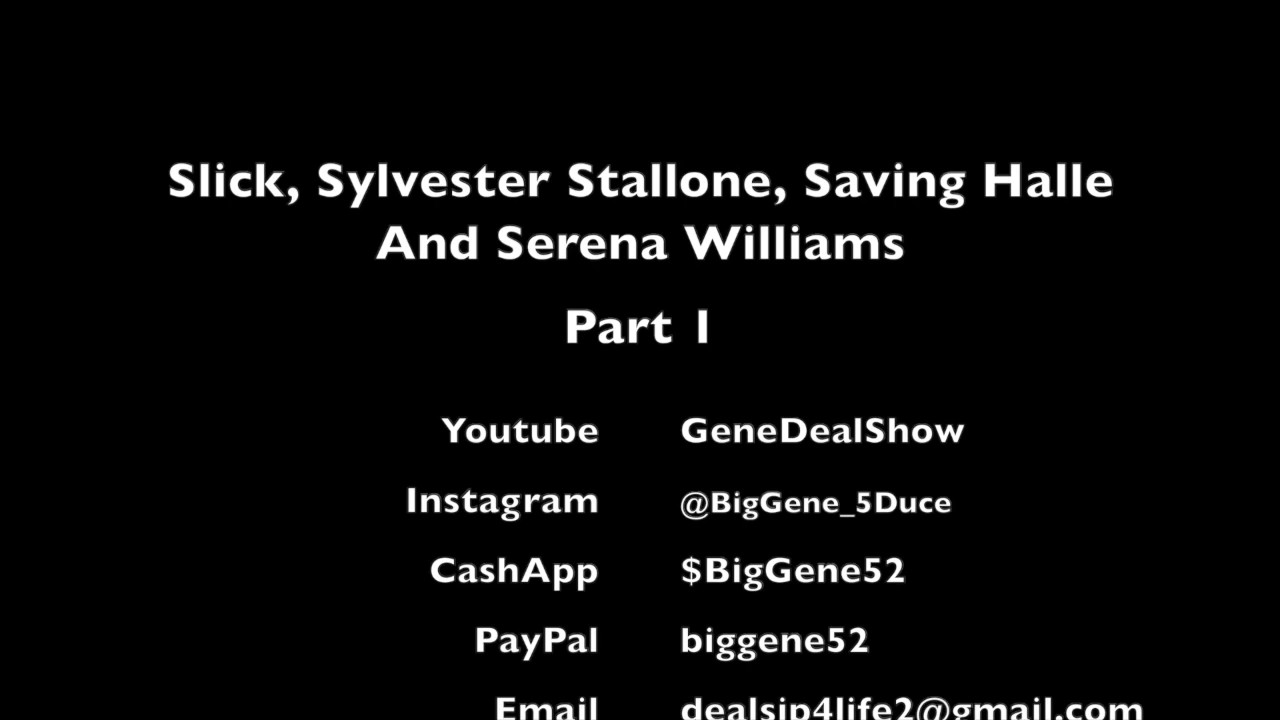 Slick, Sylvester Stallone, Saving Halle
And Serena Williams
Part 1
Youtube GeneDealShow
Instagram @BigGene_5Duce
CashApp $BigGene52
PayPal biggene52
Email dealsip4life2@gmail.com